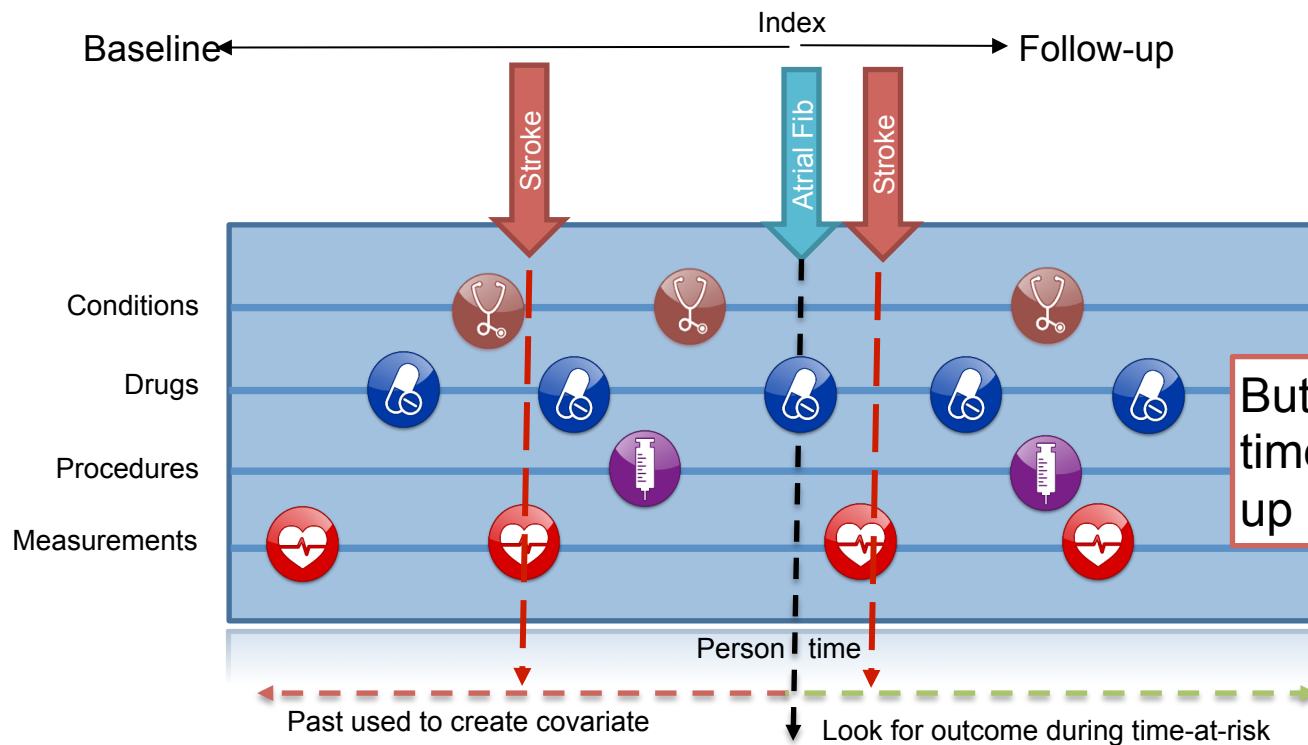 Index
Baseline
Follow-up
Stroke
Atrial Fib
Stroke
Conditions
Drugs
Procedures
Measurements
But
up
Person time
Past used to create covariate
Look for outcome during time-at-risk